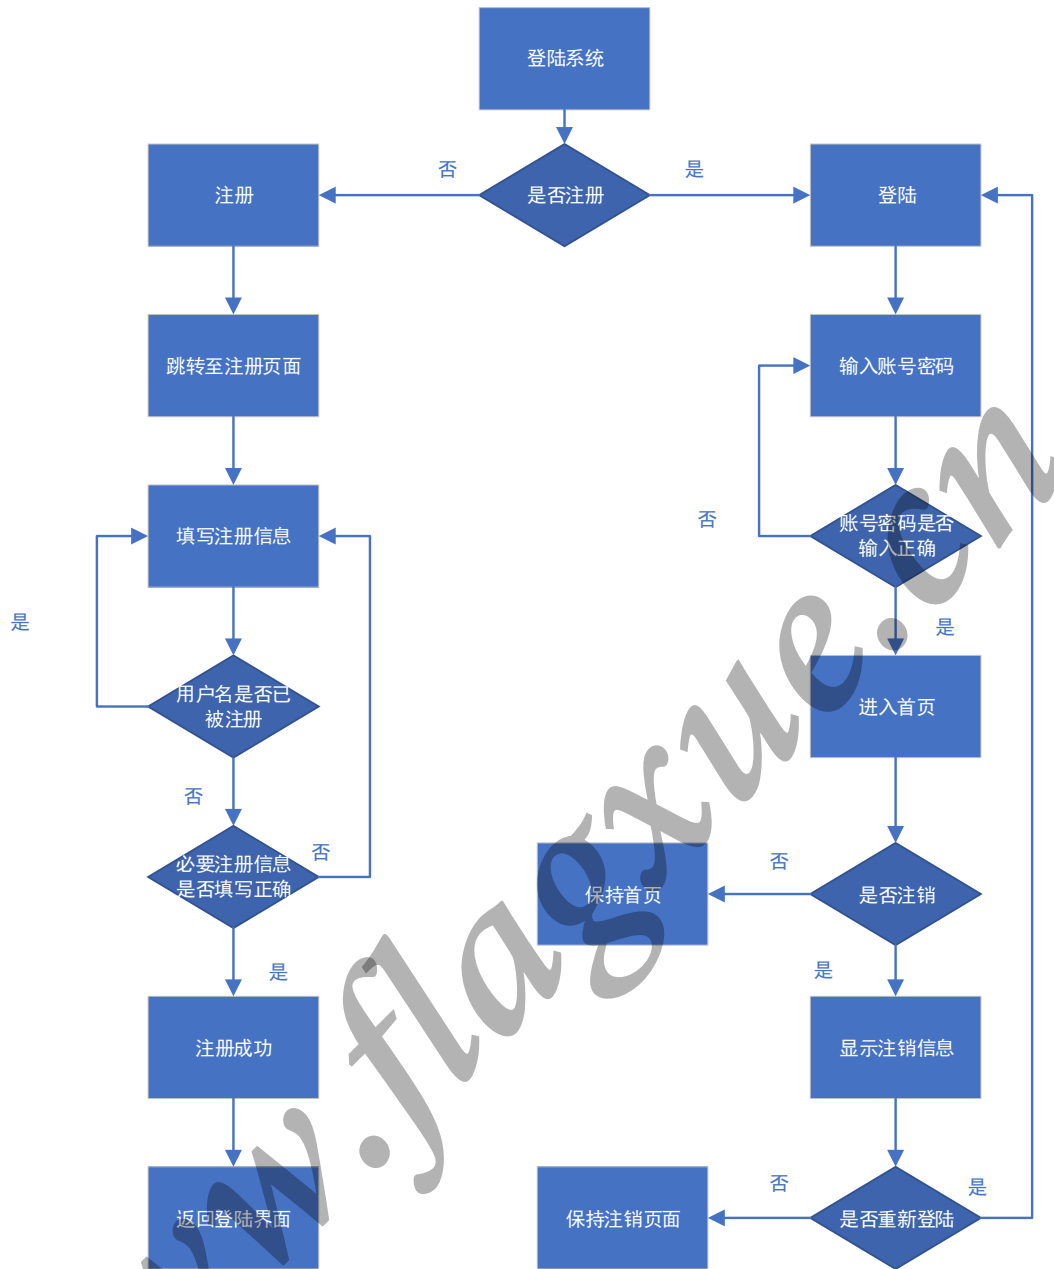 登陆系统
否
是
注册
是否注册
登陆
跳转至注册页面
输入账号密码
填写注册信息
否
账号密码是否
输入正确
是
是
用户名是否已
被注册
进入首页
否
必要注册信息
是否填写正确
否
否
保持首页
是否注销
是
是
注册成功
显示注销信息
返回登陆界面
保持注销页面
否
是否重新登陆
是
w.flagxue.cn